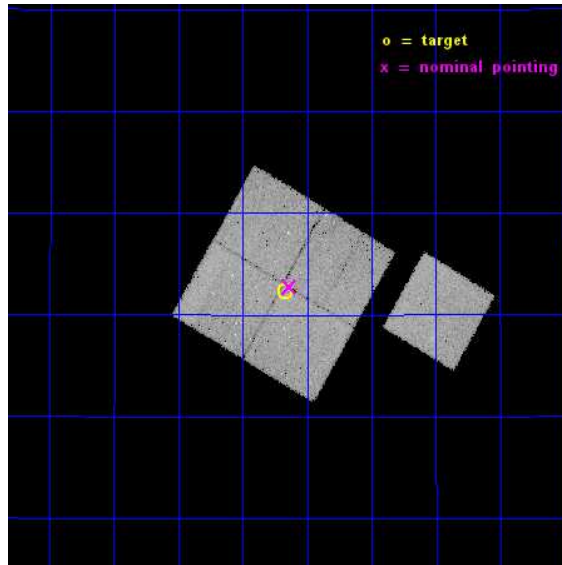 o = target
x = nominal pointing